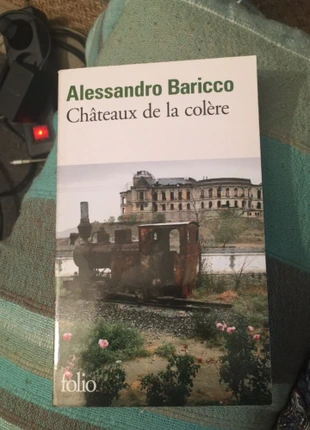 Alessandro Baricco
Châteaux de la colère
folio